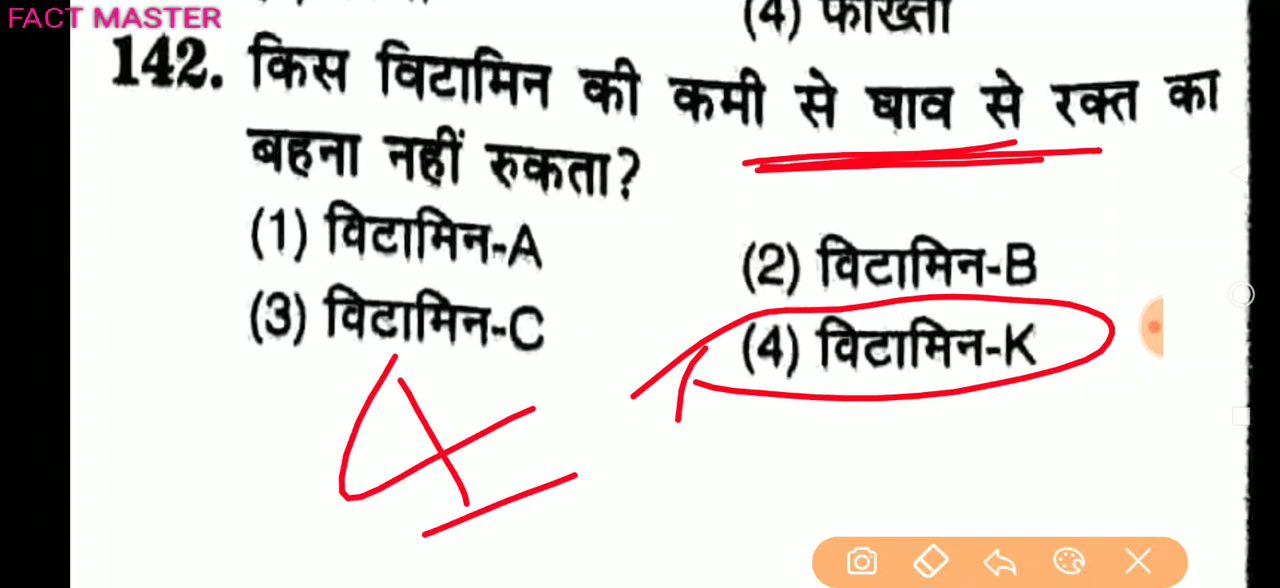 FACT MASTER
(4) फाख्ता
142. किस विटामिन की कमी से घाव से रक्त का
बहना नहीं रुकता?
(1) विटामिन-A
(2) विटामिन-B
(3) विटामिन-C
(4) विटामिन-K
4